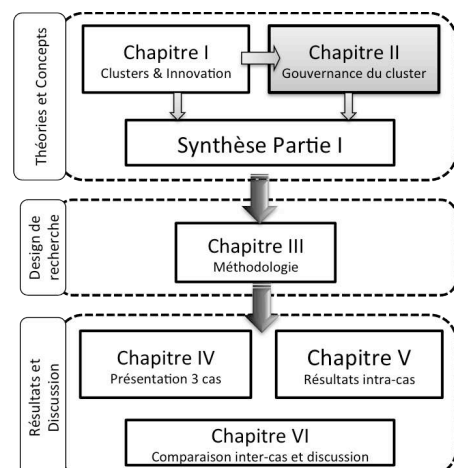 Théories et Concepts
Chapitre I
Clusters & Innovation
Chapitre II
Gouvernance du cluster
Synthèse Partie I
Design de
recherche
Chapitre III
Méthodologie
Résultats et
Discussion
Chapitre IV
Présentation 3 cas
Chapitre V
Résultats intra-cas
Chapitre VI
Comparaison inter-cas et discussion